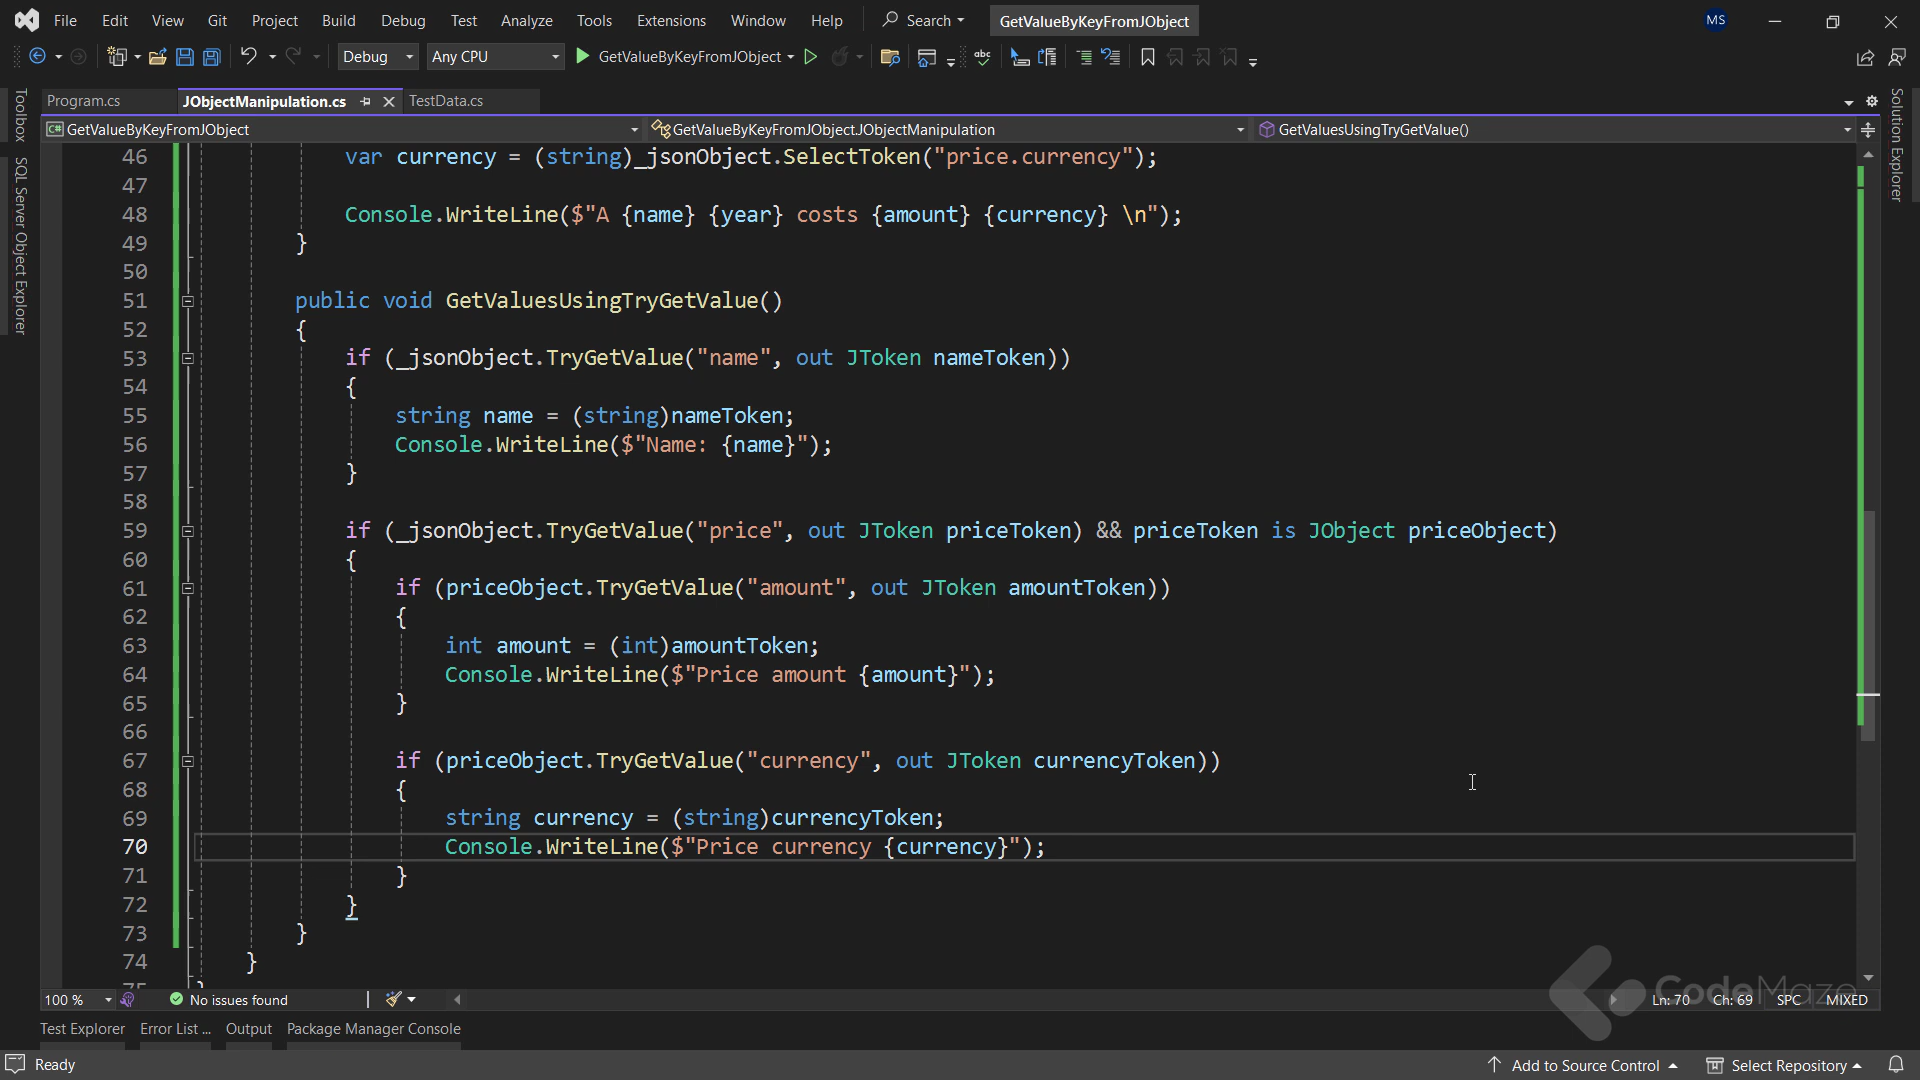 File Edit View Git Project Build Debug Test Analyze Tools Extensions Window Help Search GetValueByKeyFromJObject MS
Debug Any CPU GetValueByKeyFromJObject
Program.cs JObjectManipulation.cs TestData.cs
GetValueByKeyFromJObject GetValueByKeyFromJObject.JObjectManipulation GetValuesUsingTryGetValue()
Toolbox
SQL Server Object Explorer
Solution Explorer
46 var currency = (string)_jsonObject.SelectToken("price.currency");
47
48 Console.WriteLine($"A {name} {year} costs {amount} {currency} \n");
49 }
50
51 public void GetValuesUsingTryGetValue()
52 {
53 if (_jsonObject.TryGetValue("name", out JToken nameToken))
54 {
55 string name = (string)nameToken;
56 Console.WriteLine($"Name: {name}");
57 }
58
59 if (_jsonObject.TryGetValue("price", out JToken priceToken) && priceToken is JObject priceObject)
60 {
61 if (priceObject.TryGetValue("amount", out JToken amountToken))
62 {
63 int amount = (int)amountToken;
64 Console.WriteLine($"Price amount {amount}");
65 }
66
67 if (priceObject.TryGetValue("currency", out JToken currencyToken))
68 {
69 string currency = (string)currencyToken;
70 Console.WriteLine($"Price currency {currency}");
71 }
72 }
73 }
74 }
75 }
100 % No issues found Ln: 70 Ch: 69 SPC MIXED
CodeMaze
Test Explorer Error List ... Output Package Manager Console
Ready Add to Source Control Select Repository